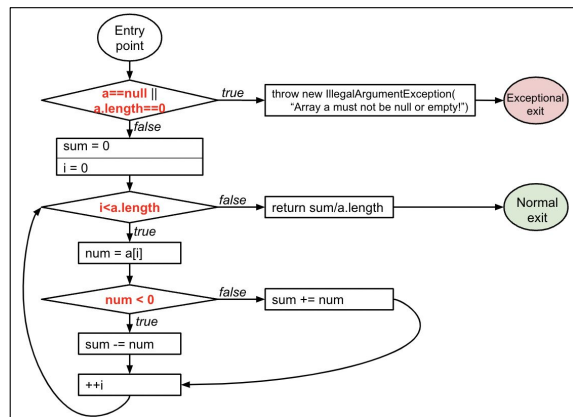 Entry
point
a==null ||
a.length==0
true
throw new IllegalArgumentException(
"Array a must not be null or empty!")
Exceptional
exit
false
sum = 0
i = 0
i<a.length
false
return sum/a.length
Normal
exit
true
num = a[i]
num < 0
false
sum += num
true
sum -= num
++i